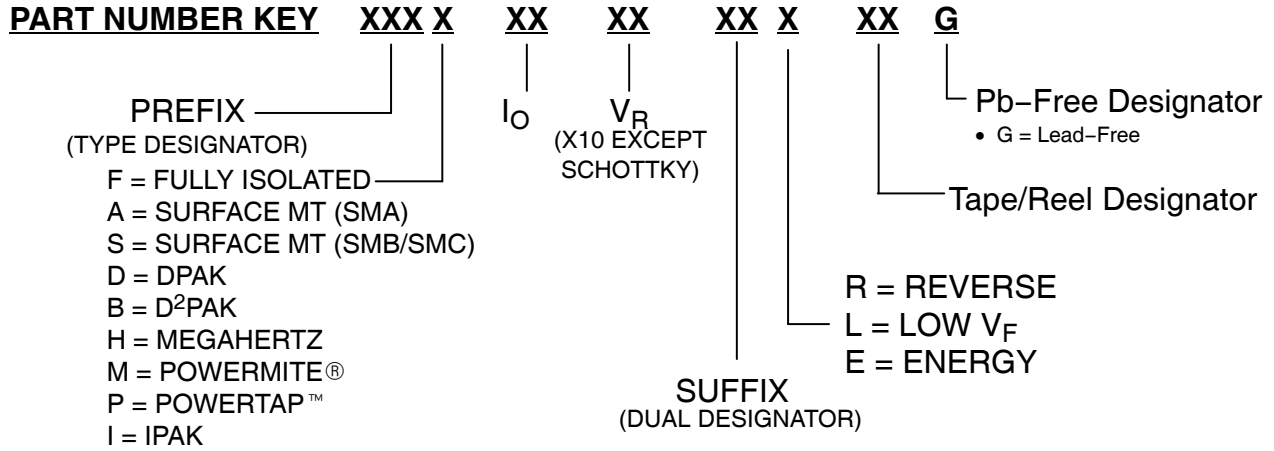 PART NUMBER KEY XXX X XX XX XX X XX G
PREFIX
(TYPE DESIGNATOR)
F = FULLY ISOLATED
A = SURFACE MT (SMA)
S = SURFACE MT (SMB/SMC)
D = DPAK
B = D²PAK
H = MEGAHERTZ
M = POWERMITE®
P = POWERTAP™
I = IPAK
IO
VR
(X10 EXCEPT
SCHOTTKY)
SUFFIX
(DUAL DESIGNATOR)
R = REVERSE
L = LOW VF
E = ENERGY
Tape/Reel Designator
Pb−Free Designator
• G = Lead−Free